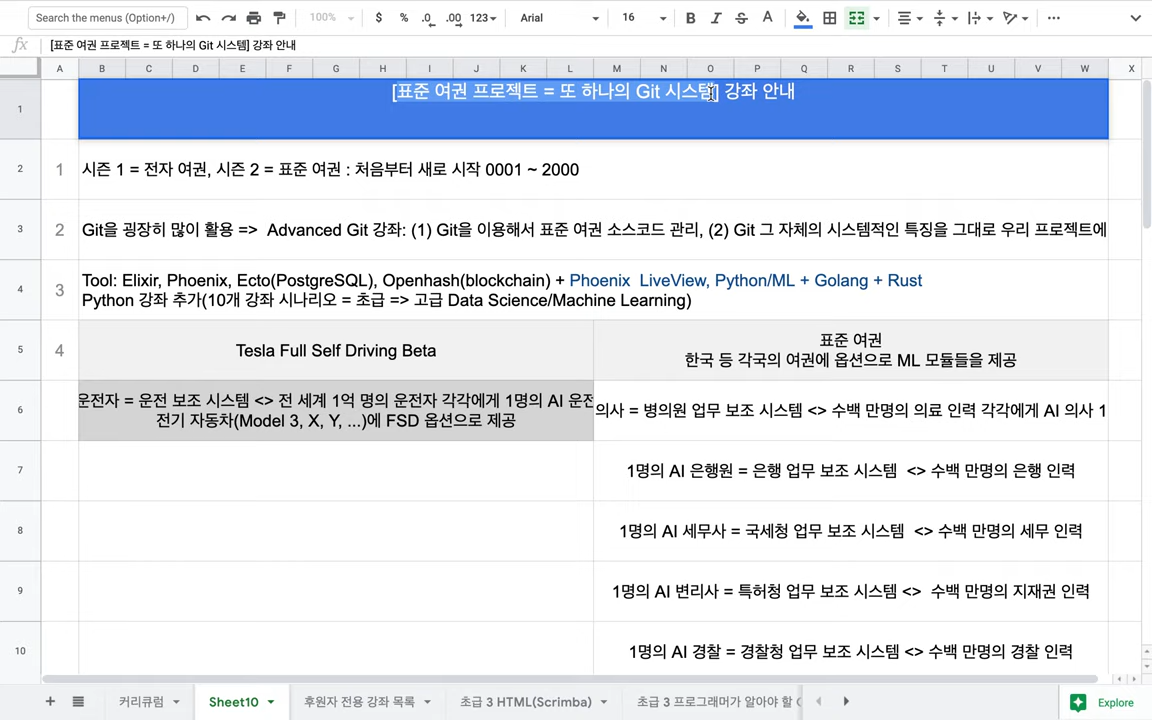 Search the menus (Option+/)
100%
$
%
.0
.00
123
Arial
16
B
I
S
A
fx
[표준 여권 프로젝트 = 또 하나의 Git 시스템] 강좌 안내
A B C D E F G H I J K L M N O P Q R S T U V W X
1 [표준 여권 프로젝트 = 또 하나의 Git 시스템] 강좌 안내
2 1 시즌 1 = 전자 여권, 시즌 2 = 표준 여권 : 처음부터 새로 시작 0001 ~ 2000
3 2 Git을 굉장히 많이 활용 => Advanced Git 강좌: (1) Git을 이용해서 표준 여권 소스코드 관리, (2) Git 그 자체의 시스템적인 특징을 그대로 우리 프로젝트에
4 3 Tool: Elixir, Phoenix, Ecto(PostgreSQL), Openhash(blockchain) + Phoenix LiveView, Python/ML + Golang + Rust
Python 강좌 추가(10개 강좌 시나리오 = 초급 => 고급 Data Science/Machine Learning)
5 4 Tesla Full Self Driving Beta
표준 여권
한국 등 각국의 여권에 옵션으로 ML 모듈들을 제공
6 운전자 = 운전 보조 시스템 <> 전 세계 1억 명의 운전자 각각에게 1명의 AI 운전
전기 자동차(Model 3, X, Y, ...)에 FSD 옵션으로 제공
의사 = 병의원 업무 보조 시스템 <> 수백 만명의 의료 인력 각각에게 AI 의사 1
7 1명의 AI 은행원 = 은행 업무 보조 시스템 <> 수백 만명의 은행 인력
8 1명의 AI 세무사 = 국세청 업무 보조 시스템 <> 수백 만명의 세무 인력
9 1명의 AI 변리사 = 특허청 업무 보조 시스템 <> 수백 만명의 지재권 인력
10 1명의 AI 경찰 = 경찰청 업무 보조 시스템 <> 수백 만명의 경찰 인력
커리큘럼
Sheet10
후원자 전용 강좌 목록
초급 3 HTML(Scrimba)
초급 3 프로그래머가 알아야 할
Explore